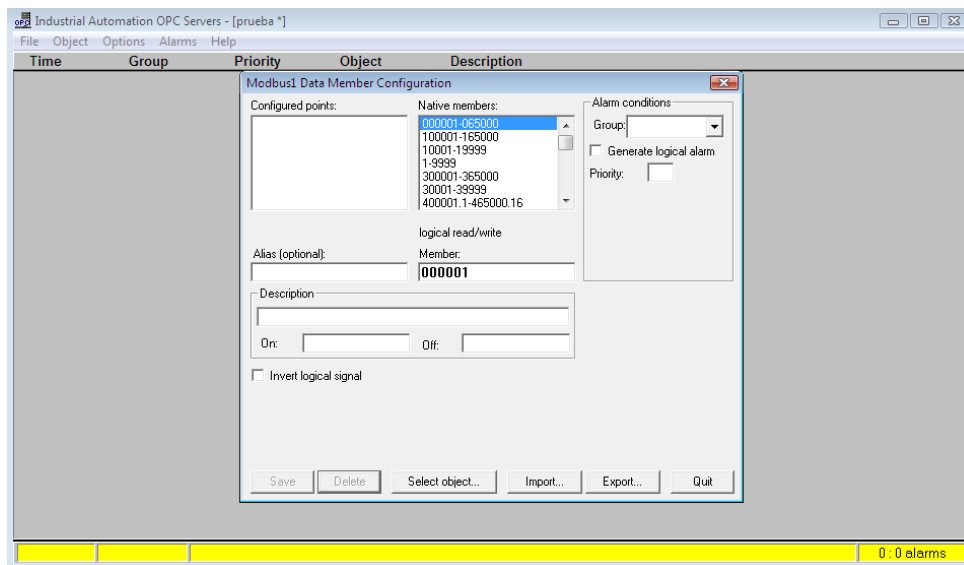 OPC Industrial Automation OPC Servers - [prueba *]
File Object Options Alarms Help
Time Group Priority Object Description
Modbus1 Data Member Configuration
Configured points:
Native members:
Alarm conditions
000001-065000
100001-165000
10001-19999
1-9999
300001-365000
30001-39999
400001.1-465000.16
Group:
Generate logical alarm
Priority:
logical read/write
Alias (optional):
Member:
000001
Description
On:
Off:
Invert logical signal
Save Delete Select object... Import... Export... Quit
0 : 0 alarms